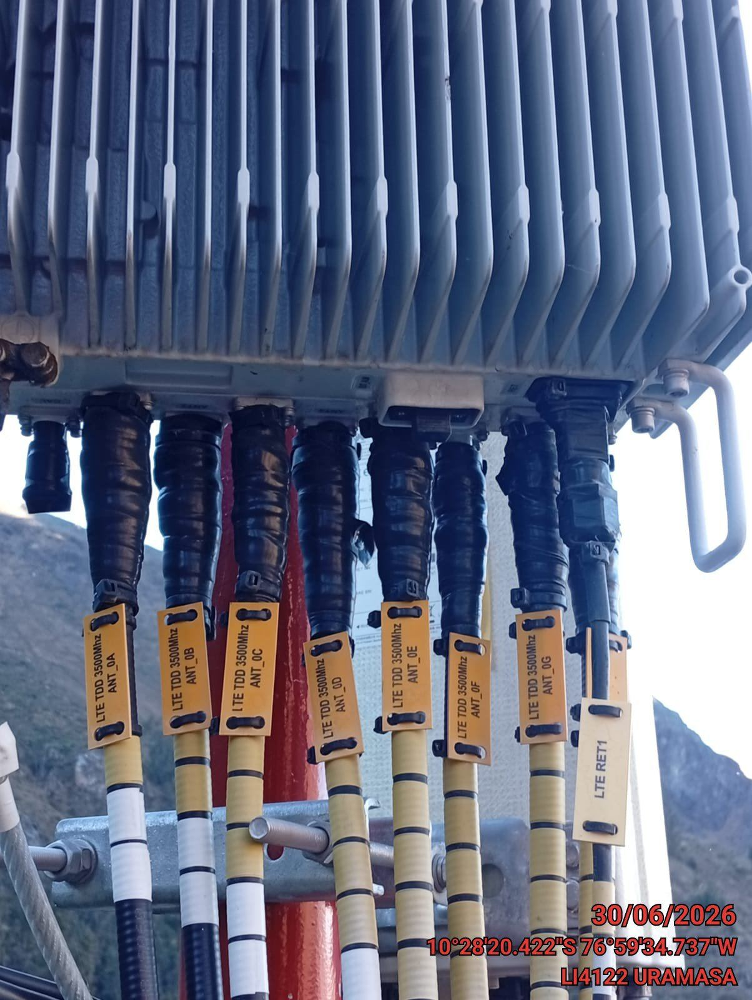 LTE TDD 3500Mhz
ANT_0A
LTE TDD 3500Mhz
ANT_0B
LTE TDD 3500Mhz
ANT_0C
LTE TDD 3500Mhz
ANT_0D
LTE TDD 3500Mhz
ANT_0E
LTE TDD 3500Mhz
ANT_0F
LTE TDD 3500Mhz
ANT_0G
LTE RET1
30/06/2026
10°28'20.422"S 76°59'34.737"W
LI4122 URAMASA